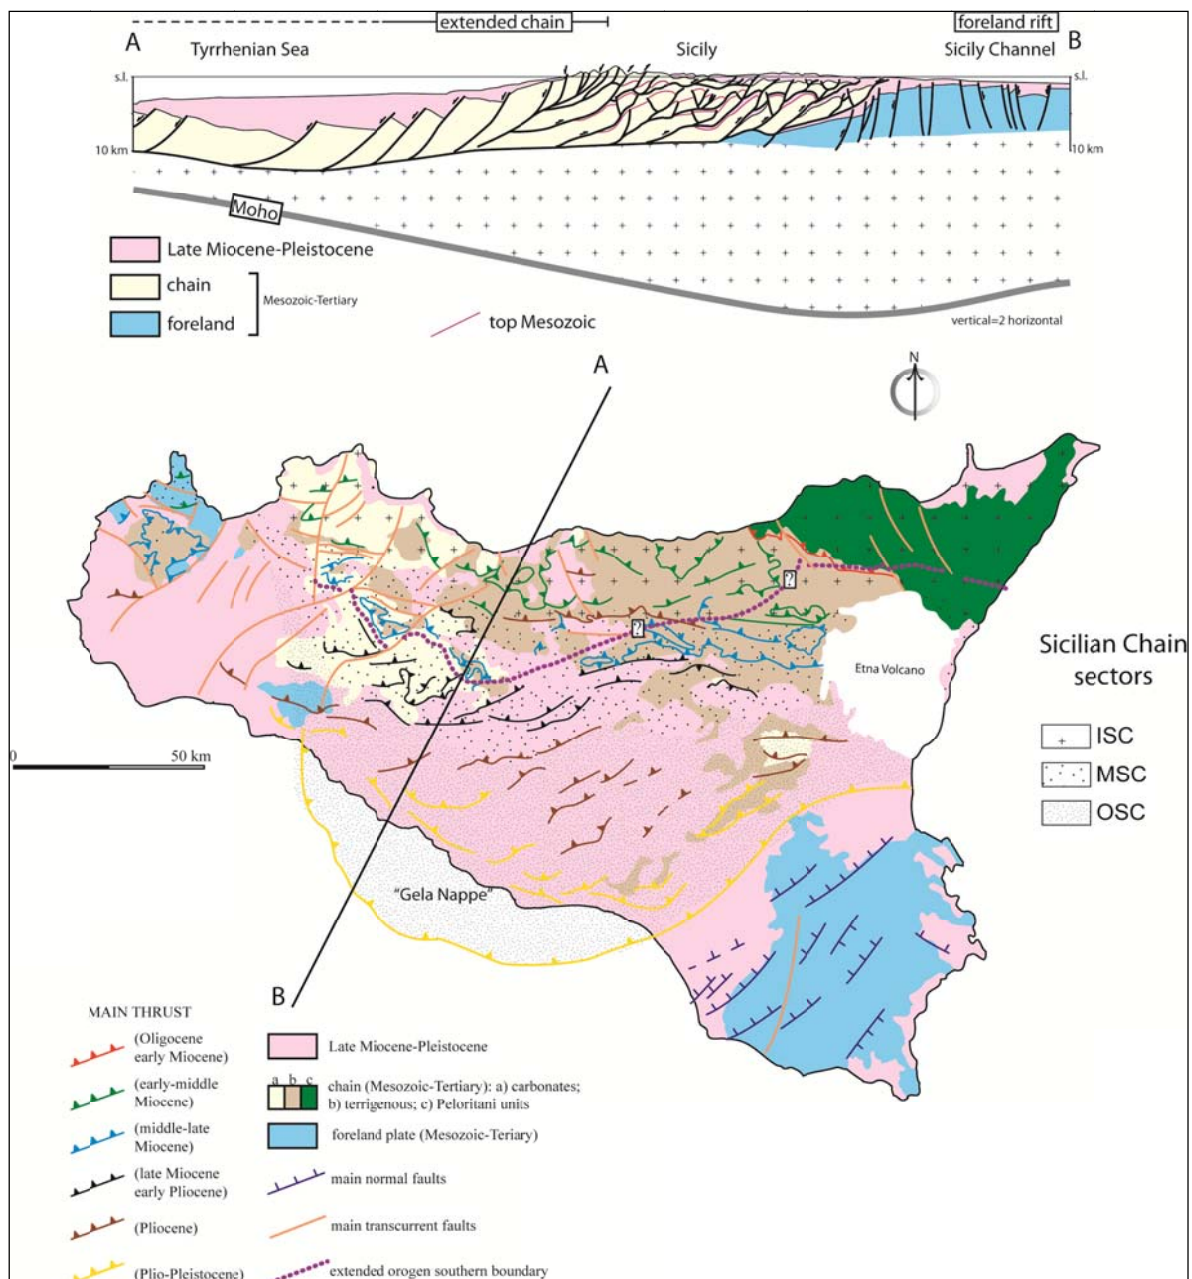 extended chain
foreland rift
A
Tyrrhenian Sea
Sicily
Sicily Channel
B
s.l.
s.l.
10 km
10 km
Moho
Late Miocene-Pleistocene
chain
Mesozoic-Tertiary
foreland
top Mesozoic
vertical=2 horizontal
A
N
?
?
Etna Volcano
Sicilian Chain
sectors
ISC
MSC
OSC
0
50 km
"Gela Nappe"
B
MAIN THRUST
(Oligocene
early Miocene)
(early-middle
Miocene)
(middle-late
Miocene)
(late Miocene
early Pliocene)
(Pliocene)
(Plio-Pleistocene)
Late Miocene-Pleistocene
a b c
chain (Mesozoic-Tertiary): a) carbonates;
b) terrigenous; c) Peloritani units
foreland plate (Mesozoic-Teriary)
main normal faults
main transcurrent faults
extended orogen southern boundary